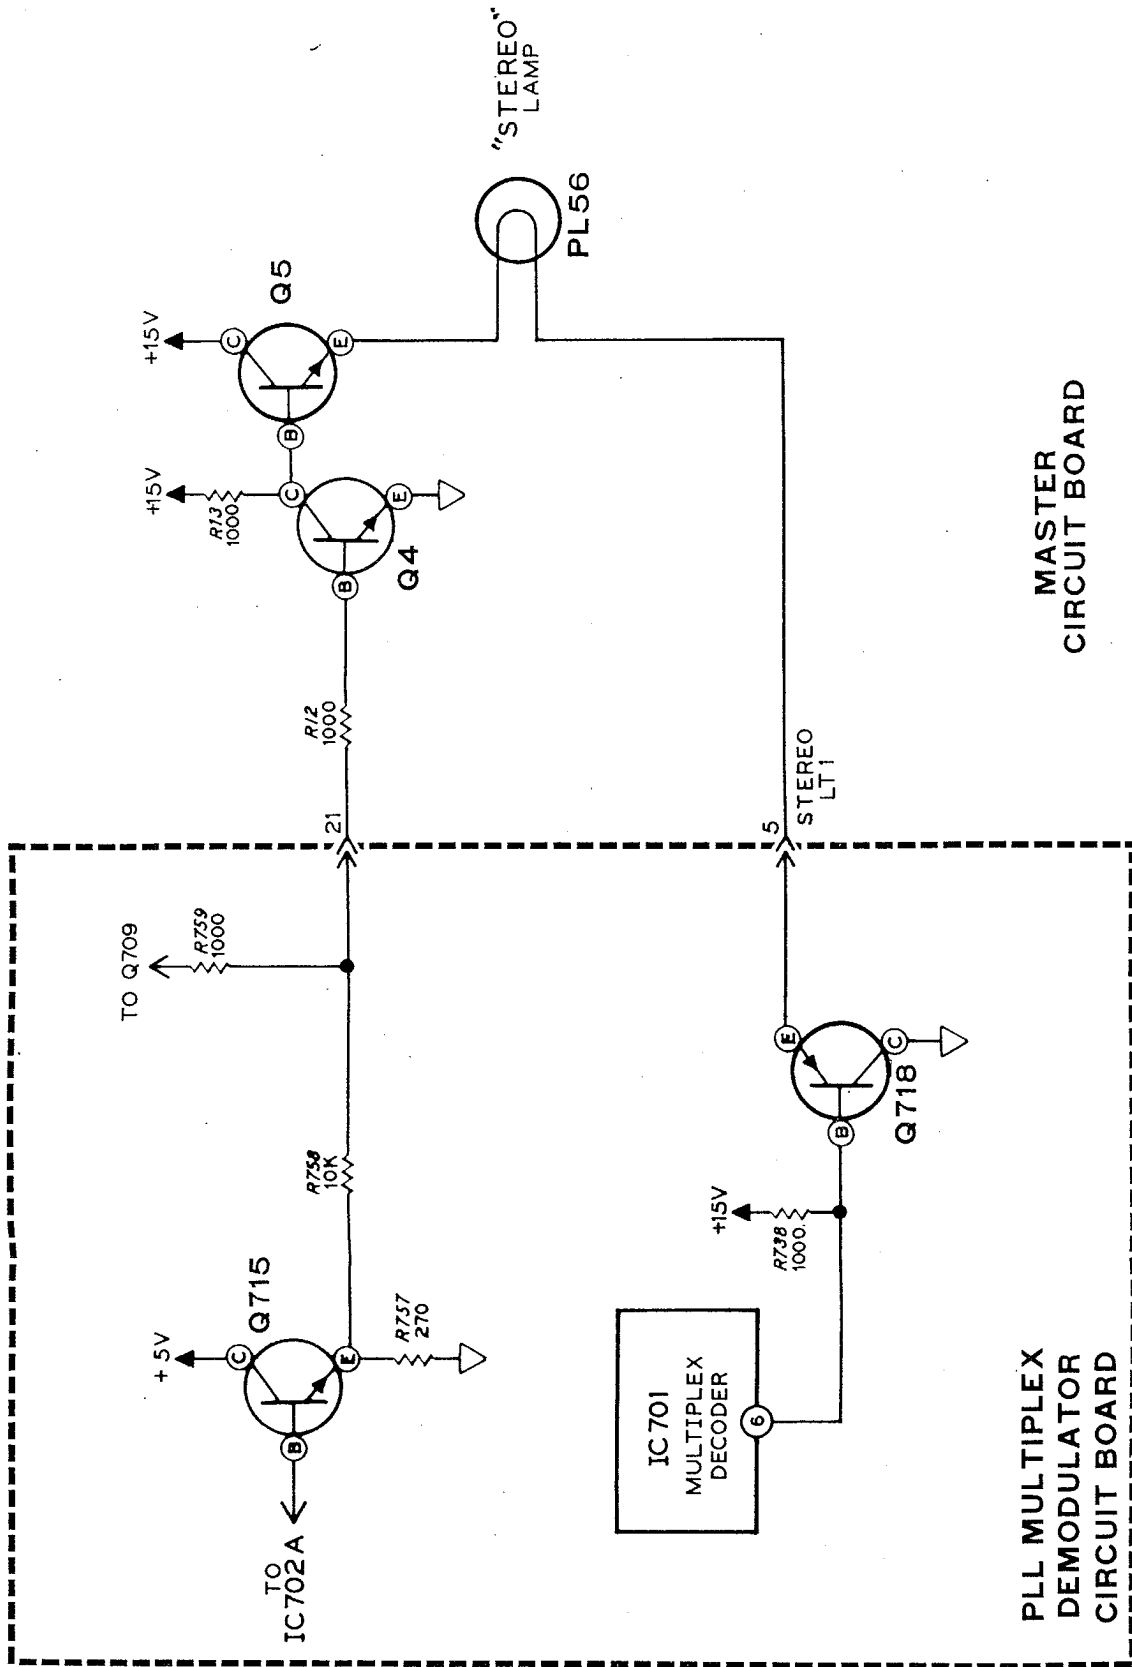 "STEREO"
LAMP
PL56
Q5
+15V
C
E
B
+15V
R13
1000
C
E
B
Q4
R12
1000
21
MASTER
CIRCUIT BOARD
5
STEREO
LT1
TO Q709
R759
1000
R758
10K
Q715
+5V
C
E
B
R757
270
TO
IC702A
E
C
B
Q718
+15V
R738
1000
IC701
MULTIPLEX
DECODER
6
PLL MULTIPLEX
DEMODULATOR
CIRCUIT BOARD